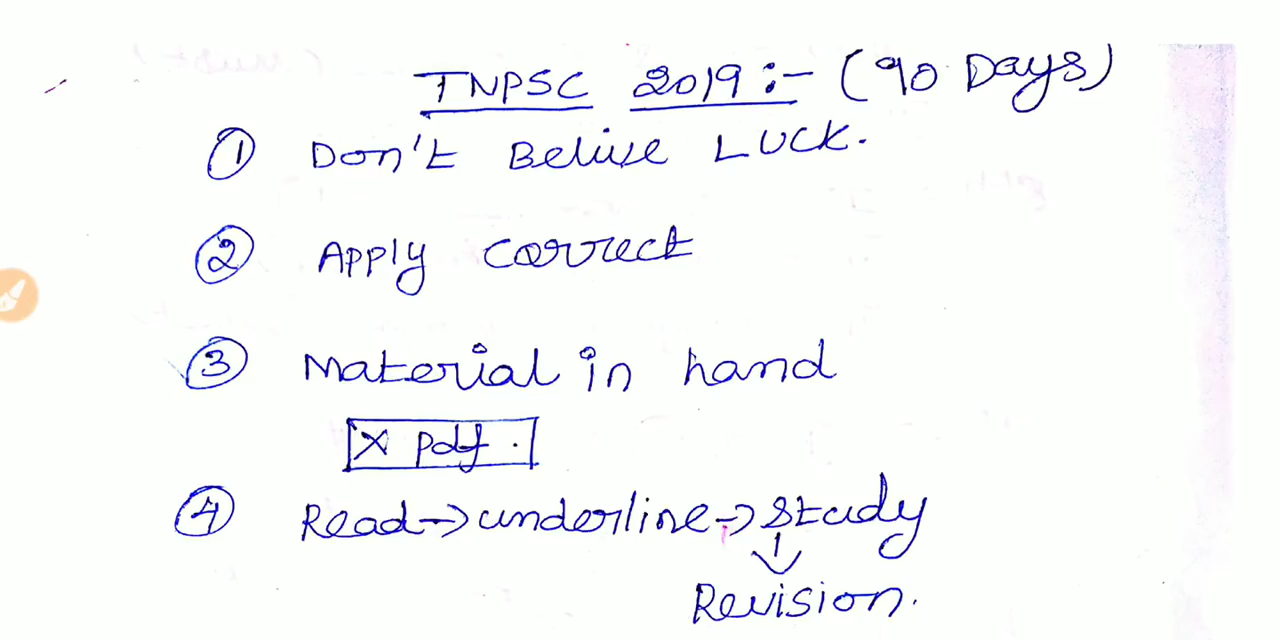 TNPSC 2019 :- (90 Days)
① Don't Belive LUCK.
② Apply correct
③ Material in hand
X Pdf .
④ Read → underline → study
↓
Revision.